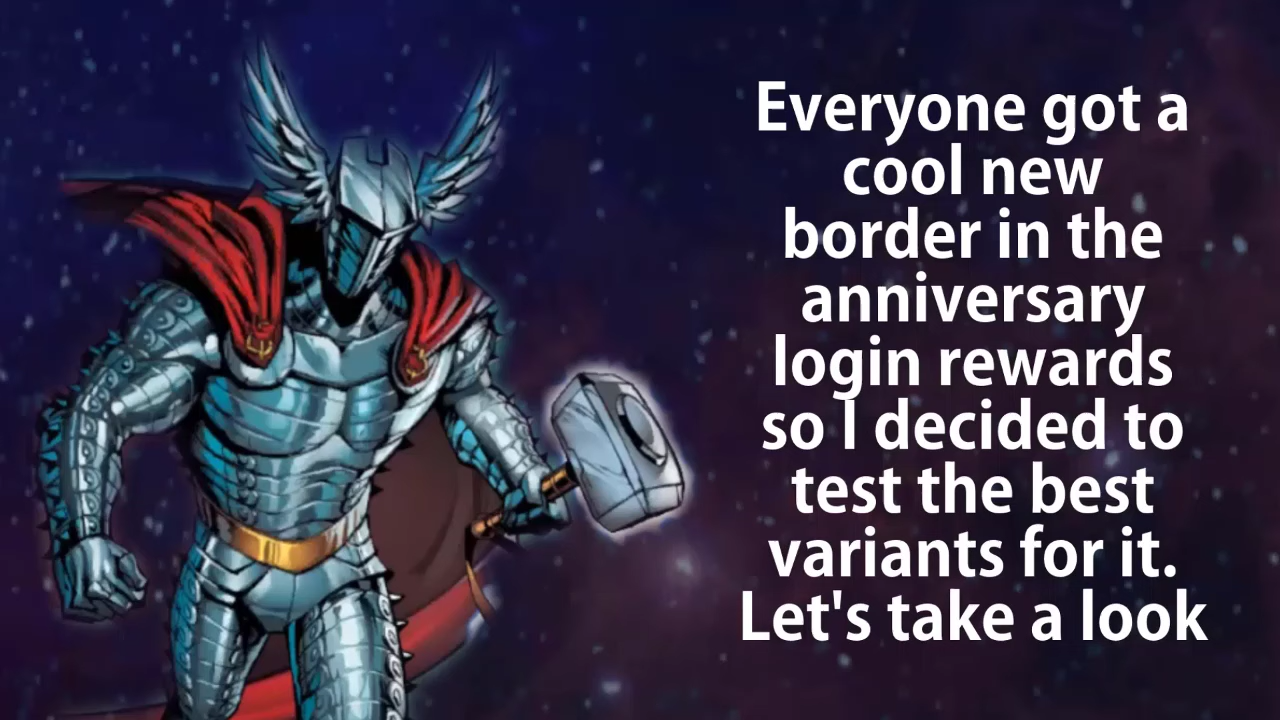 Everyone got a
cool new
border in the
anniversary
login rewards
so I decided to
test the best
variants for it.
Let's take a look